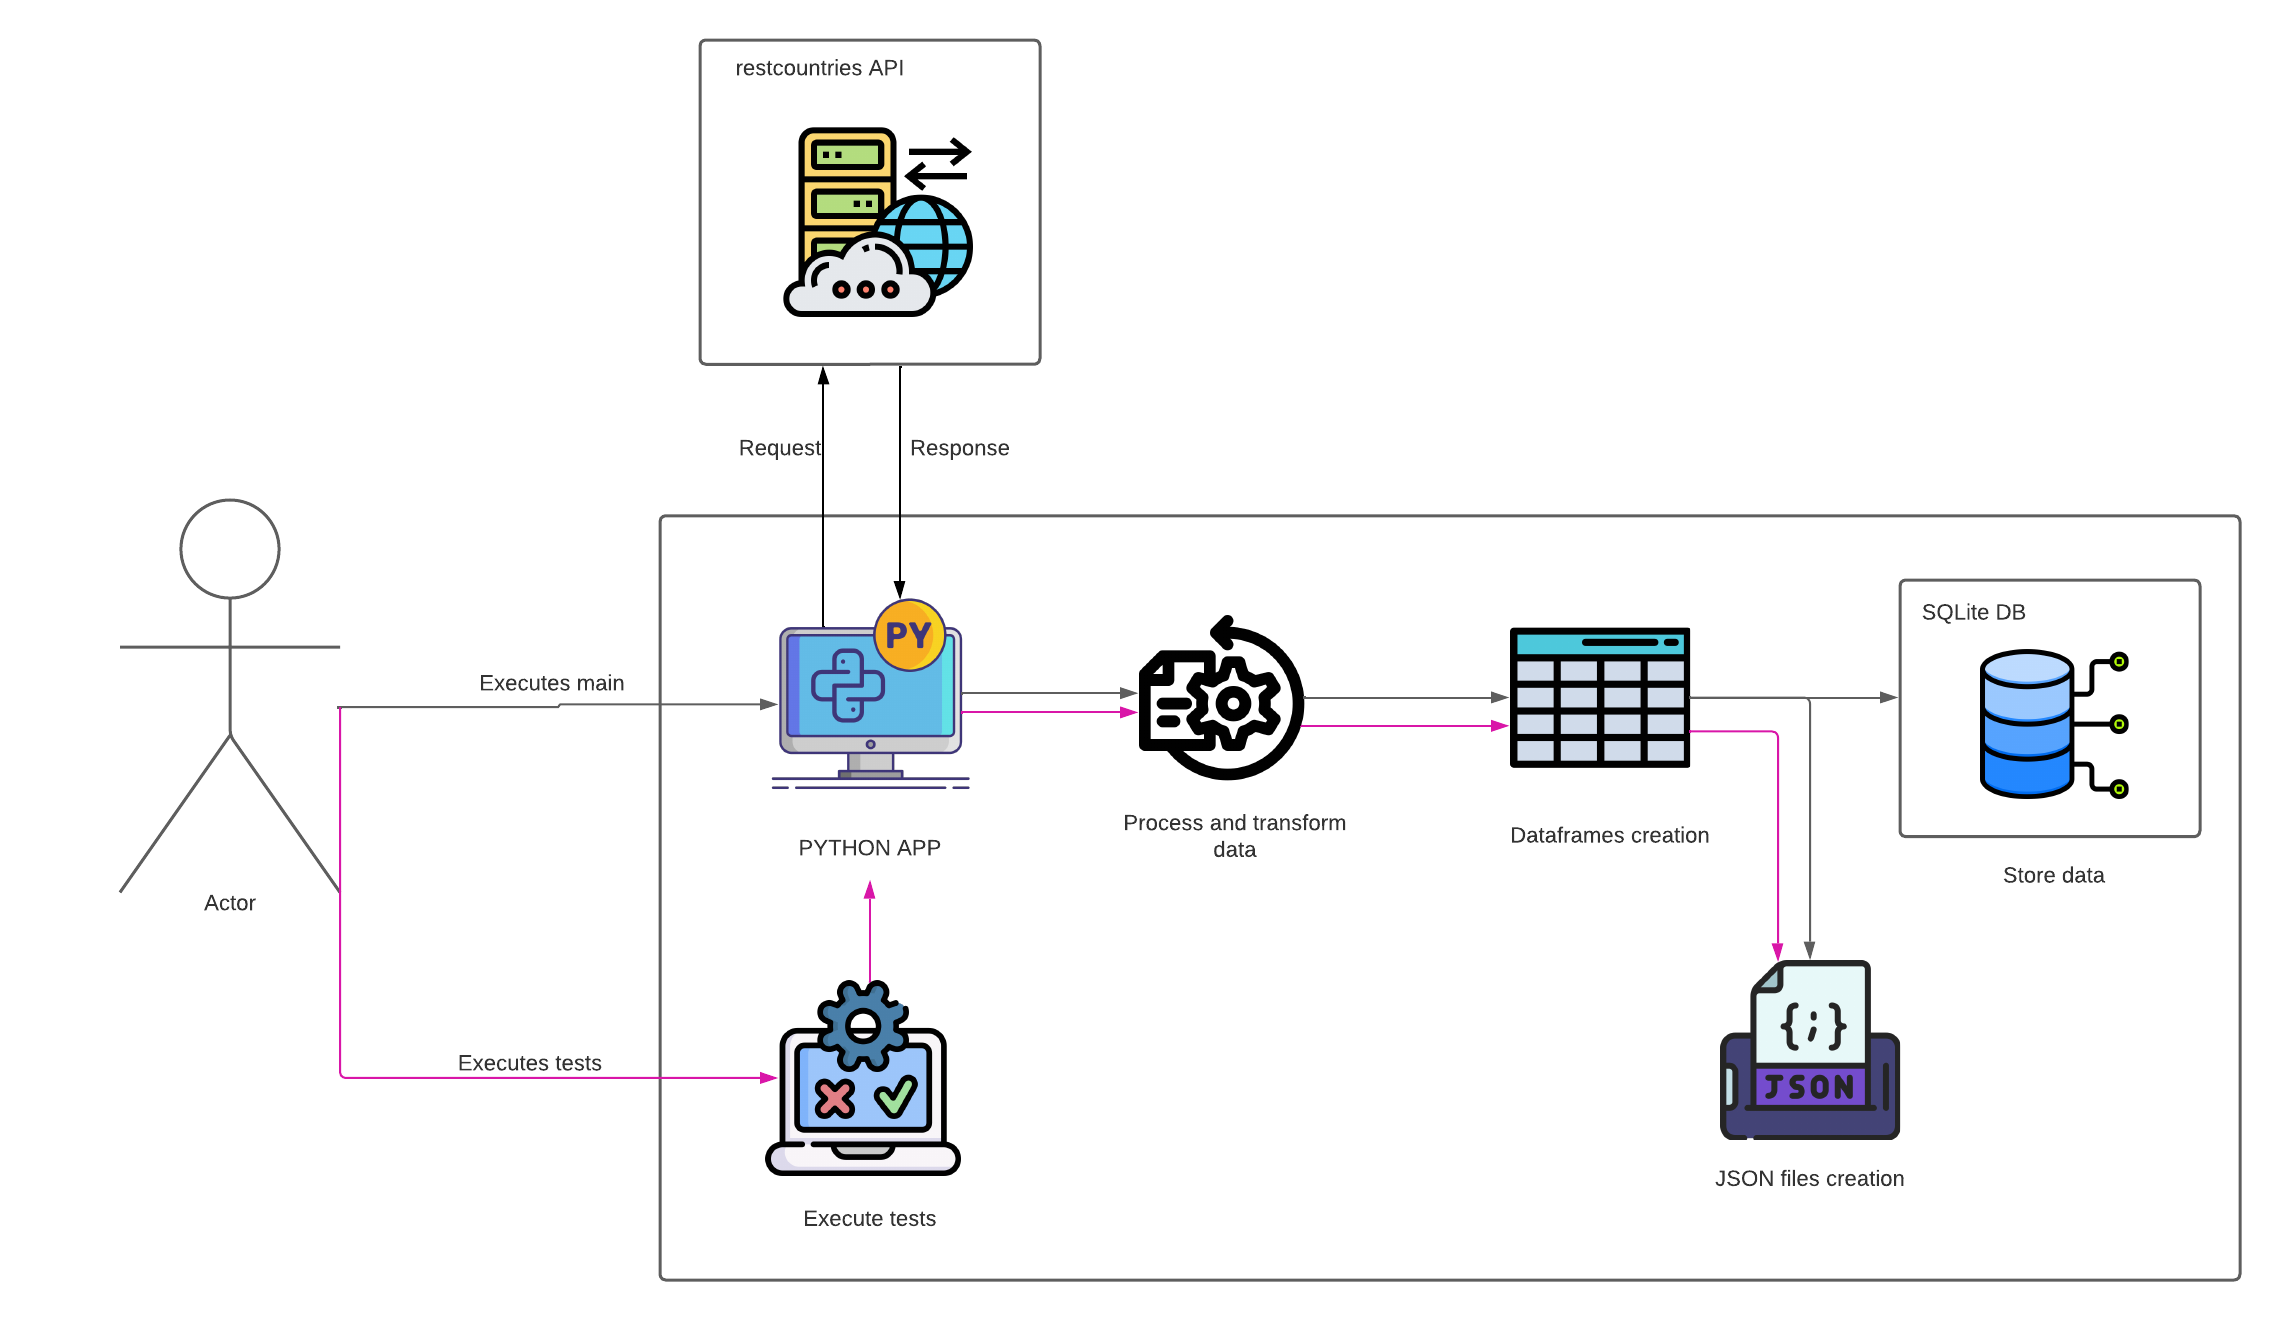 restcountries API
Request
Response
SQLite DB
PY
Executes main
Process and transform
data
Dataframes creation
PYTHON APP
Store data
Actor
{;}
Executes tests
JSON
JSON files creation
Execute tests